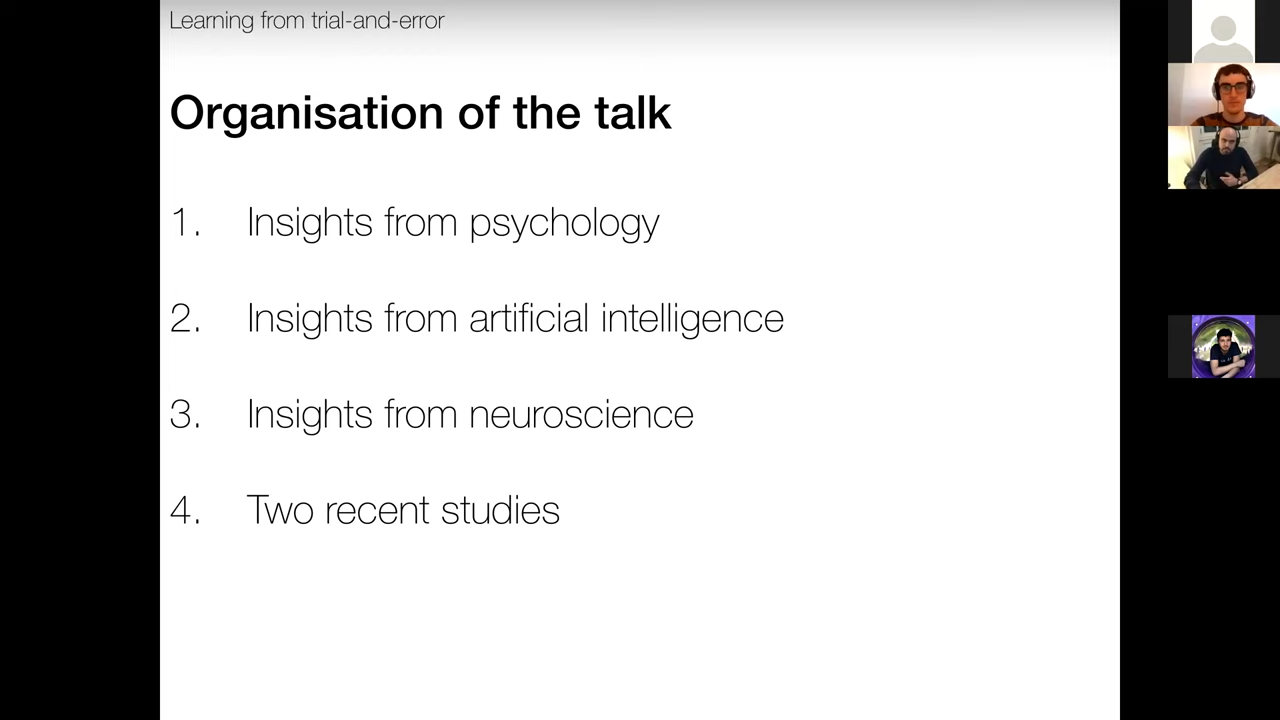 Learning from trial-and-error
Organisation of the talk
1. Insights from psychology
2. Insights from artificial intelligence
3. Insights from neuroscience
4. Two recent studies